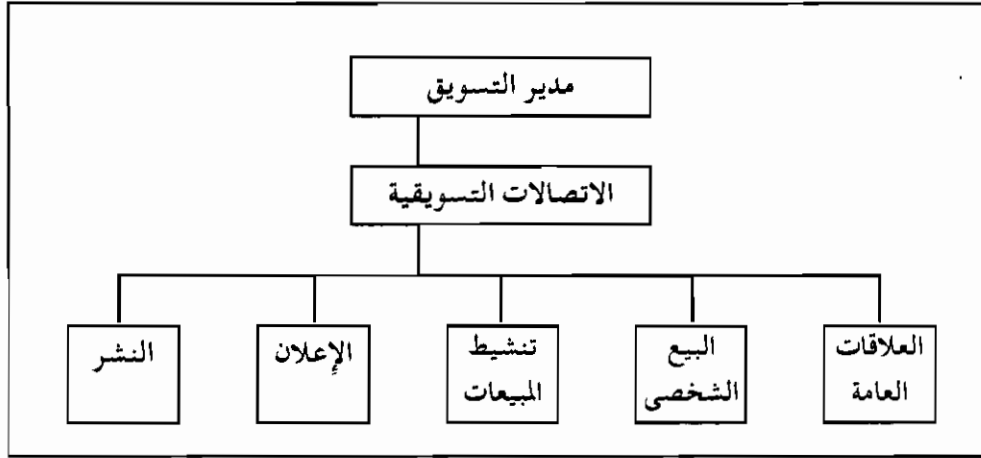 مدير التسويق
الاتصالات التسويقية
العلاقات
العامة
البيع
الشخصى
تنشيط
المبيعات
الإعلان
النشر